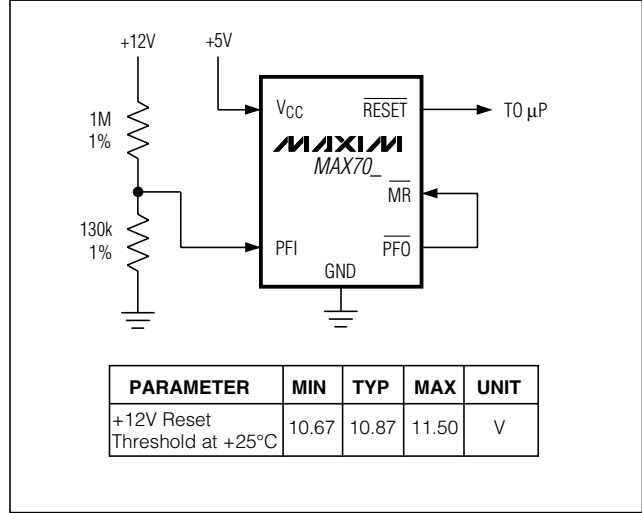 +12V
+5V
1M
1%
130k
1%
VCC
RESET
TO µP
MAXIM
MAX70_
MR
PFI
PFO
GND
PARAMETER MIN TYP MAX UNIT
+12V Reset
Threshold at +25°C 10.67 10.87 11.50 V